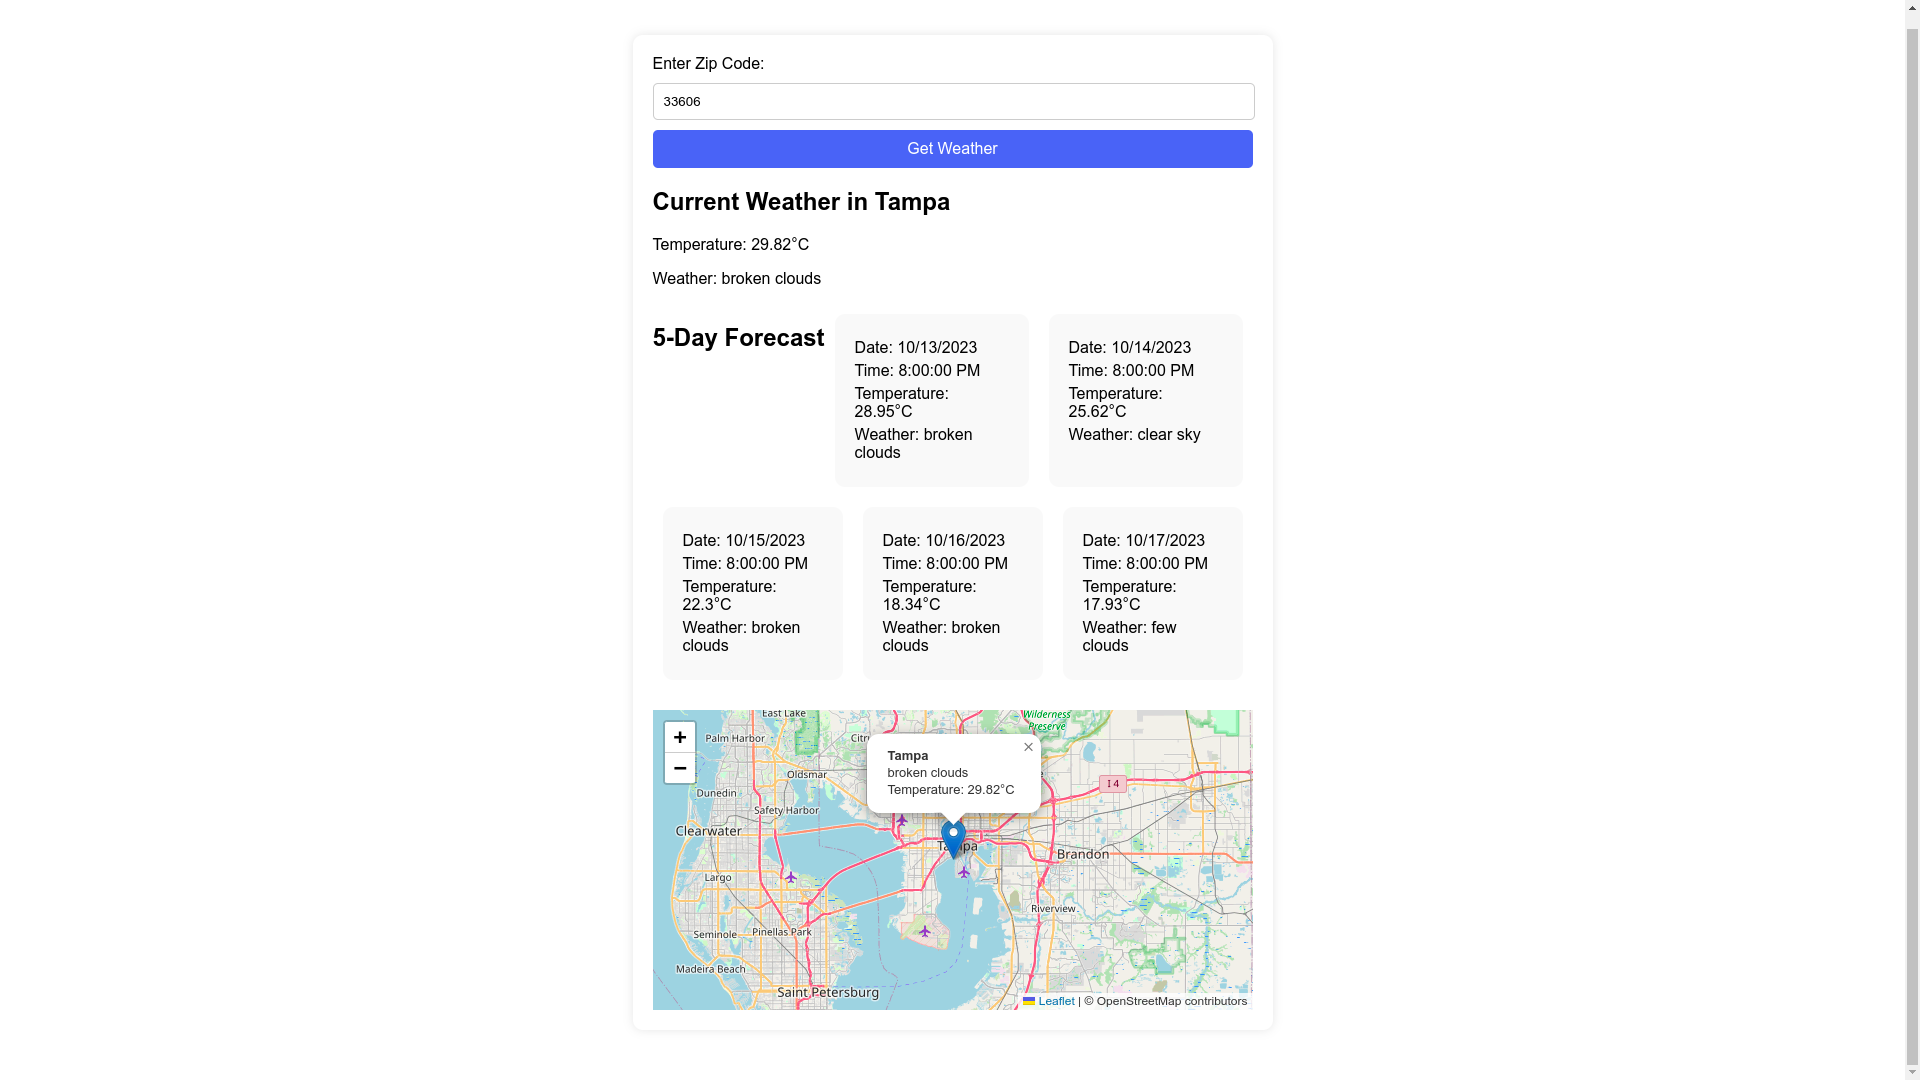 Enter Zip Code:
33606
Get Weather
Current Weather in Tampa
Temperature: 29.82°C
Weather: broken clouds
5-Day Forecast
Date: 10/13/2023
Time: 8:00:00 PM
Temperature:
28.95°C
Weather: broken
clouds
Date: 10/14/2023
Time: 8:00:00 PM
Temperature:
25.62°C
Weather: clear sky
Date: 10/15/2023
Time: 8:00:00 PM
Temperature:
22.3°C
Weather: broken
clouds
Date: 10/16/2023
Time: 8:00:00 PM
Temperature:
18.34°C
Weather: broken
clouds
Date: 10/17/2023
Time: 8:00:00 PM
Temperature:
17.93°C
Weather: few
clouds
+
−
East Lake
Wilderness
Preserve
Palm Harbor
×
Tampa
broken clouds
Temperature: 29.82°C
Oldsmar
I 4
Dunedin
Safety Harbor
Clearwater
Tampa
Brandon
Largo
Riverview
Seminole
Pinellas Park
Madeira Beach
Saint Petersburg
Leaflet | © OpenStreetMap contributors